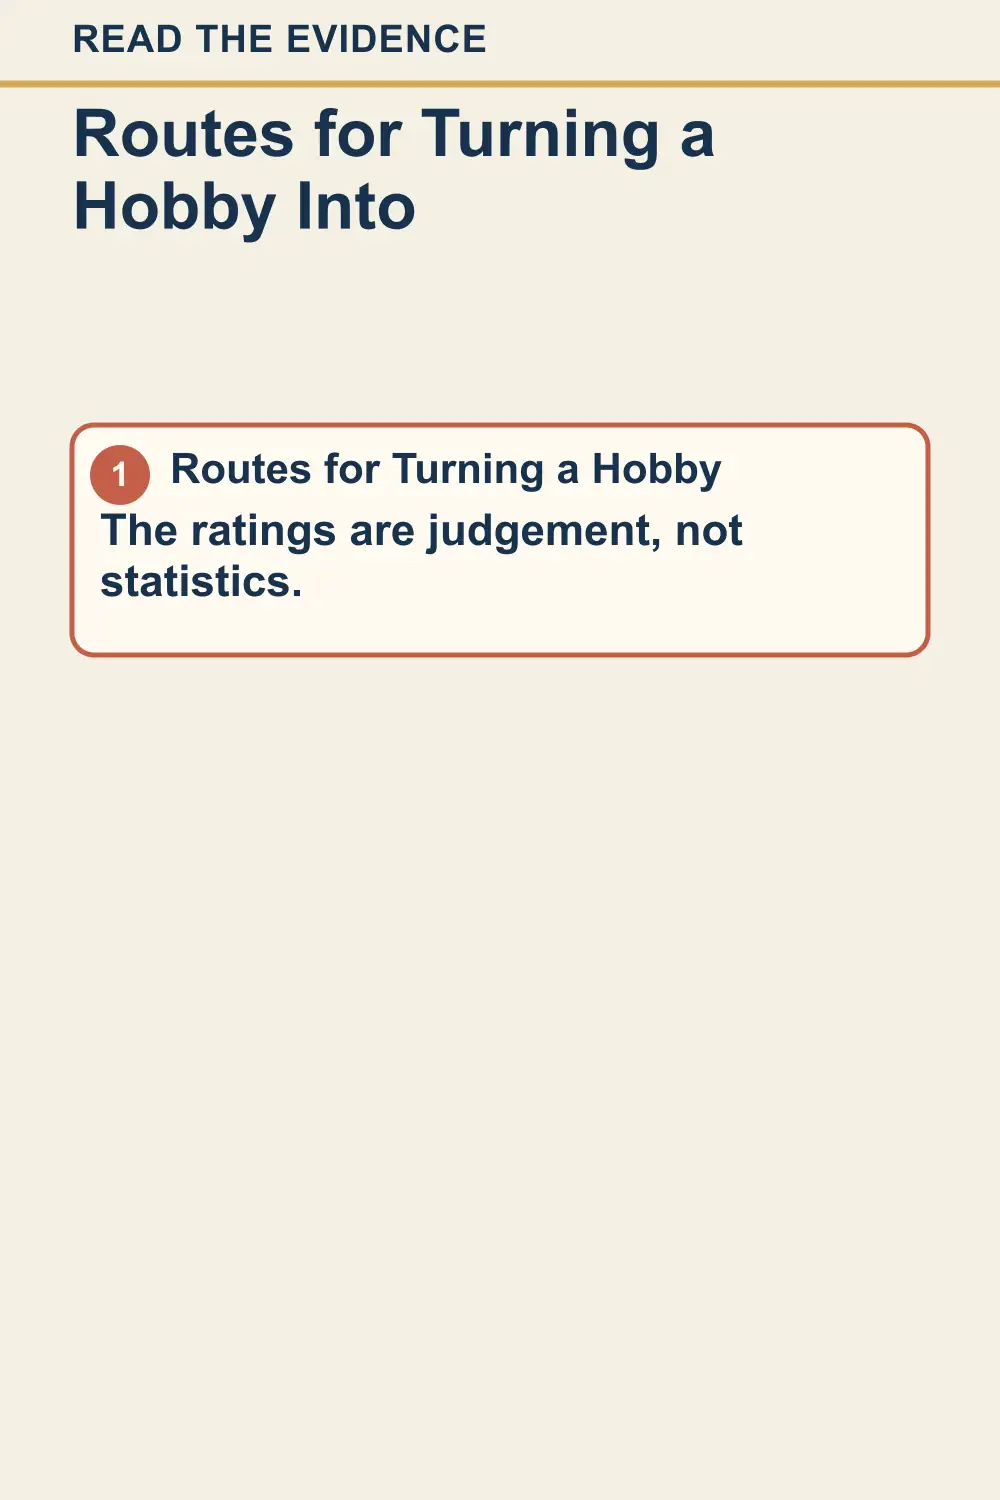 READ THE EVIDENCE
Routes for Turning a
Hobby Into
1 Routes for Turning a Hobby
The ratings are judgement, not
statistics.